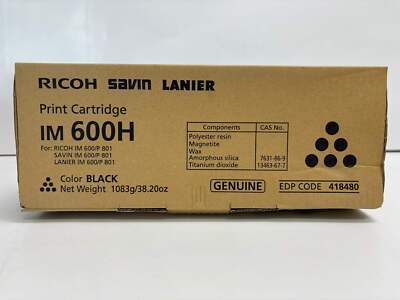 RICOH savin LANIER
Print Cartridge
IM 600H
For: RICOH IM 600/P 801
SAVIN IM 600/P 801
LANIER IM 600/P 801
Components CAS No.
Polyester resin
Magnetite
Wax
Amorphous silica 7631-86-9
Titanium dioxide 13463-67-7
Color BLACK
Net Weight 1083g/38.20oz
GENUINE
EDP CODE 418480